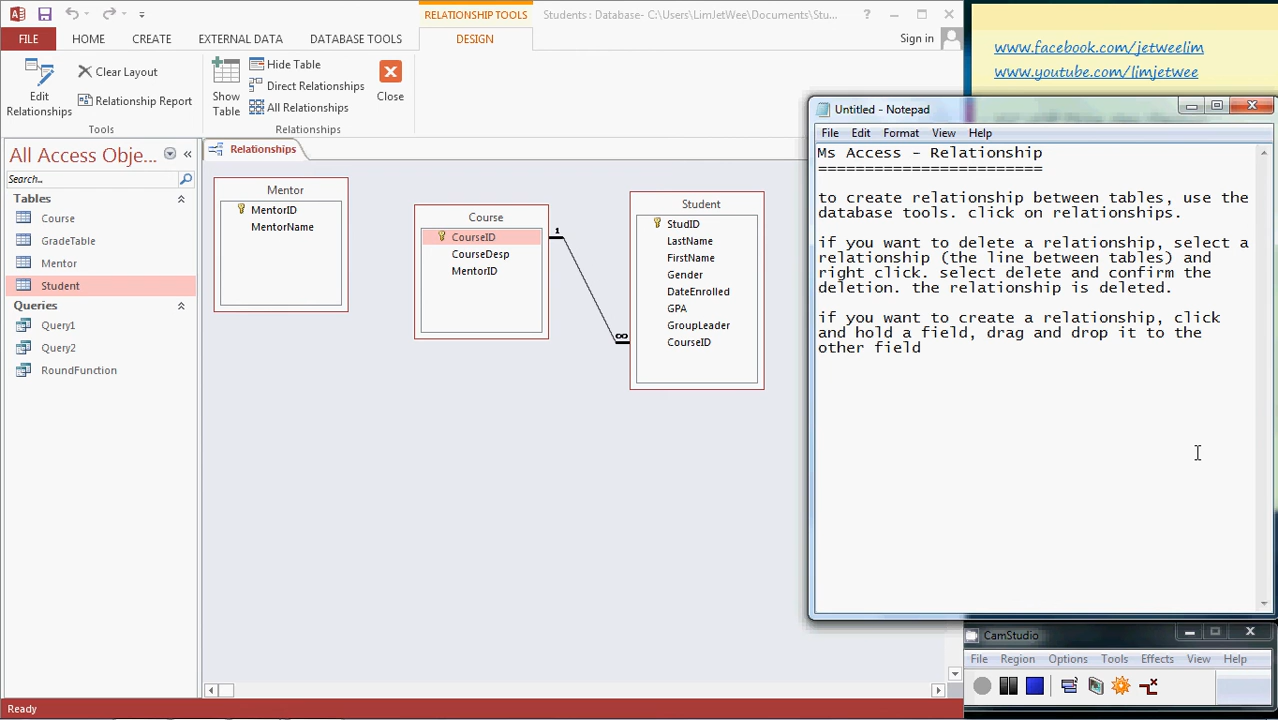 RELATIONSHIP TOOLS
Students : Database- C:\Users\LimJetWee\Documents\Stu...
?
FILE
HOME
CREATE
EXTERNAL DATA
DATABASE TOOLS
DESIGN
Sign in
Edit
Relationships
Clear Layout
Relationship Report
Tools
Show
Table
Hide Table
Direct Relationships
All Relationships
Relationships
Close
All Access Obje...
Search...
Tables
Course
GradeTable
Mentor
Student
Queries
Query1
Query2
RoundFunction
Relationships
Mentor
MentorID
MentorName
Course
CourseID
CourseDesp
MentorID
1
∞
Student
StudID
LastName
FirstName
Gender
DateEnrolled
GPA
GroupLeader
CourseID
Ready
www.facebook.com/jetweelim
www.youtube.com/limjetwee
Untitled - Notepad
File Edit Format View Help
Ms Access - Relationship
========================
to create relationship between tables, use the
database tools. click on relationships.
if you want to delete a relationship, select a
relationship (the line between tables) and
right click. select delete and confirm the
deletion. the relationship is deleted.
if you want to create a relationship, click
and hold a field, drag and drop it to the
other field
CamStudio
File Region Options Tools Effects View Help